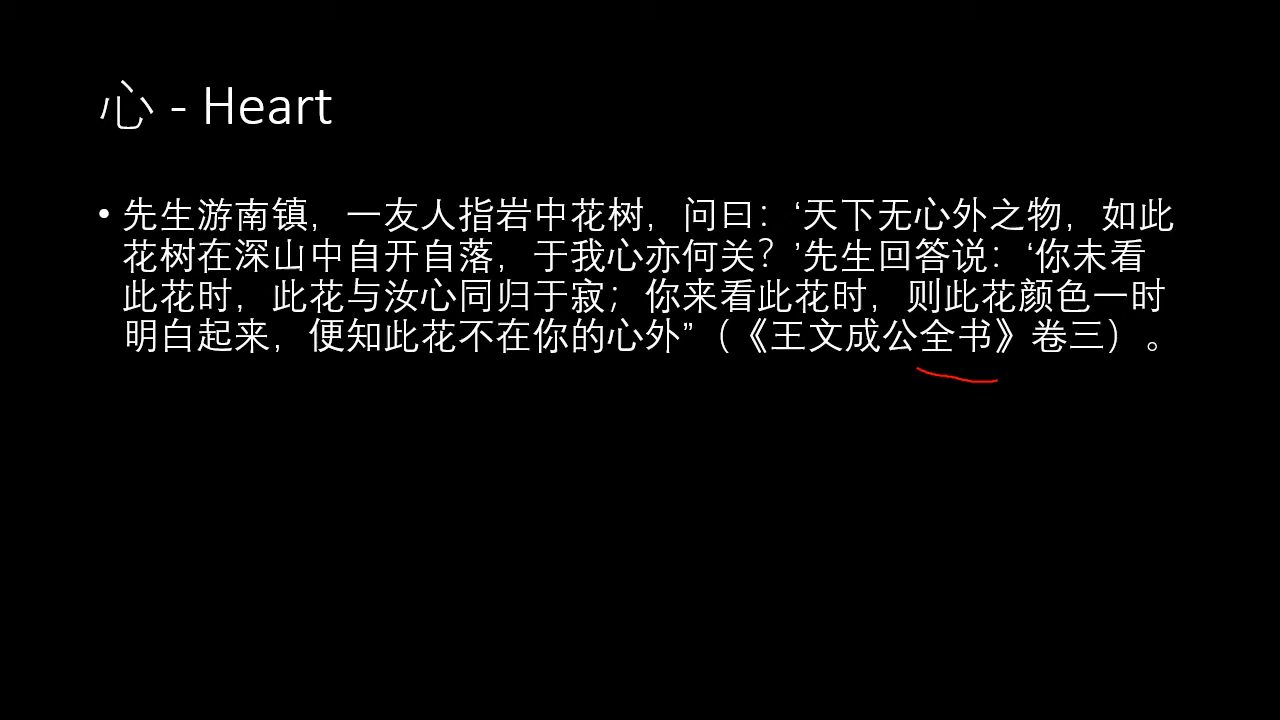 心 - Heart
• 先生游南镇，一友人指岩中花树，问曰：‘天下无心外之物，如此
花树在深山中自开自落，于我心亦何关？’先生回答说：‘你未看
此花时，此花与汝心同归于寂；你来看此花时，则此花颜色一时
明白起来，便知此花不在你的心外”（《王文成公全书》卷三）。